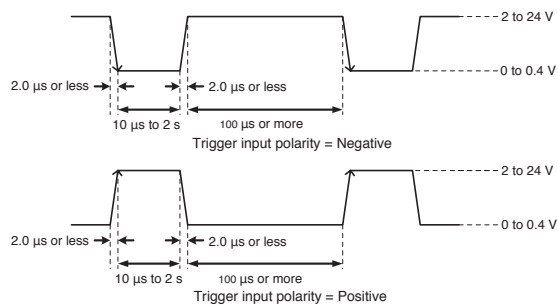 2 to 24 V
0 to 0.4 V
2.0 µs or less
2.0 µs or less
10 µs to 2 s
100 µs or more
Trigger input polarity = Negative
2 to 24 V
0 to 0.4 V
2.0 µs or less
2.0 µs or less
10 µs to 2 s
100 µs or more
Trigger input polarity = Positive